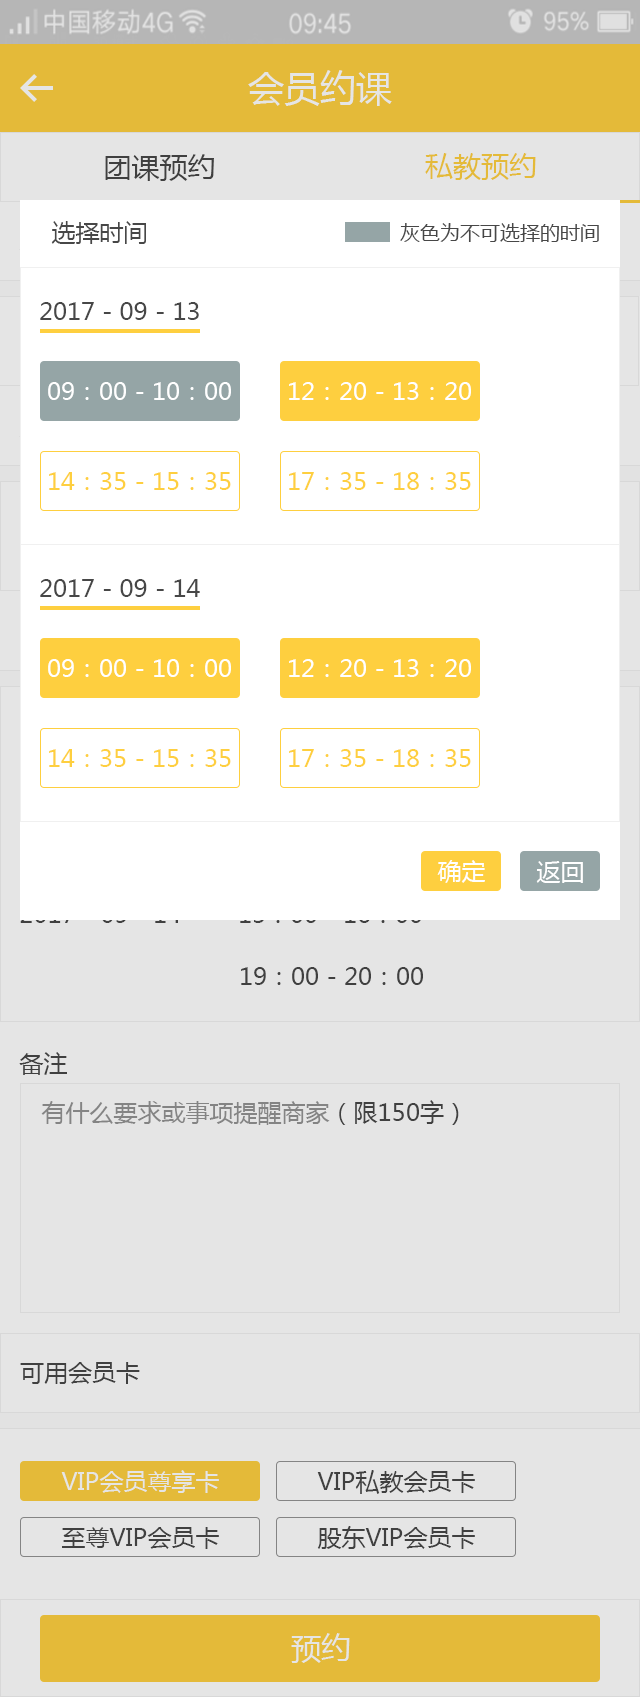 中国移动4G 09:45 95%
会员约课
团课预约 私教预约
选择时间 灰色为不可选择的时间
2017 - 09 - 13
09 : 00 - 10 : 00 12 : 20 - 13 : 20
14 : 35 - 15 : 35 17 : 35 - 18 : 35
2017 - 09 - 14
09 : 00 - 10 : 00 12 : 20 - 13 : 20
14 : 35 - 15 : 35 17 : 35 - 18 : 35
确定 返回
19 : 00 - 20 : 00
备注
有什么要求或事项提醒商家（限150字）
可用会员卡
VIP会员尊享卡 VIP私教会员卡
至尊VIP会员卡 股东VIP会员卡
预约